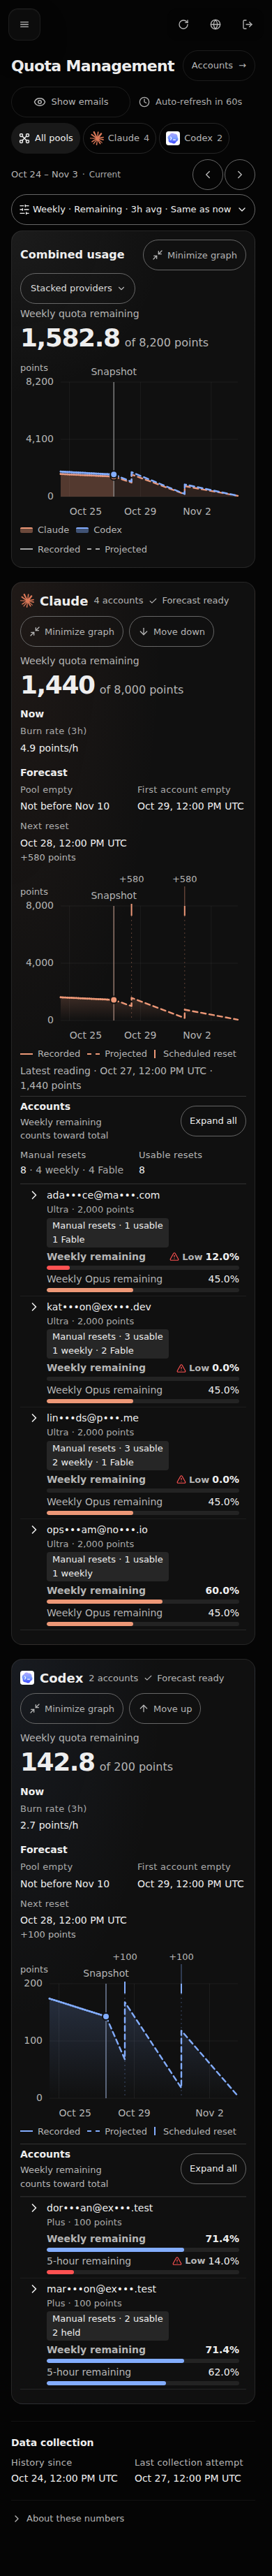 Quota Management
Accounts →
Show emails
Auto-refresh in 60s
All pools
Claude 4
Codex 2
Oct 24 – Nov 3 · Current
Weekly · Remaining · 3h avg · Same as now
Combined usage
Minimize graph
Stacked providers
Weekly quota remaining
1,582.8 of 8,200 points
points
Snapshot
8,200
4,100
0
Oct 25
Oct 29
Nov 2
Claude
Codex
Recorded
Projected
Claude 4 accounts ✓ Forecast ready
Minimize graph
Move down
Weekly quota remaining
1,440 of 8,000 points
Now
Burn rate (3h)
4.9 points/h
Forecast
Pool empty
First account empty
Not before Nov 10
Oct 29, 12:00 PM UTC
Next reset
Oct 28, 12:00 PM UTC
+580 points
+580
+580
points
Snapshot
8,000
4,000
0
Oct 25
Oct 29
Nov 2
Recorded
Projected
Scheduled reset
Latest reading · Oct 27, 12:00 PM UTC ·
1,440 points
Accounts
Weekly remaining
counts toward total
Expand all
Manual resets
Usable resets
8 · 4 weekly · 4 Fable
8
ada•••ce@ma•••.com
Ultra · 2,000 points
Manual resets · 1 usable
1 Fable
Weekly remaining
Low 12.0%
Weekly Opus remaining
45.0%
kat•••on@ex•••.dev
Ultra · 2,000 points
Manual resets · 3 usable
1 weekly · 2 Fable
Weekly remaining
Low 0.0%
Weekly Opus remaining
45.0%
lin•••ds@p•••.me
Ultra · 2,000 points
Manual resets · 3 usable
2 weekly · 1 Fable
Weekly remaining
Low 0.0%
Weekly Opus remaining
45.0%
ops•••am@no•••.io
Ultra · 2,000 points
Manual resets · 1 usable
1 weekly
Weekly remaining
60.0%
Weekly Opus remaining
45.0%
Codex 2 accounts ✓ Forecast ready
Minimize graph
Move up
Weekly quota remaining
142.8 of 200 points
Now
Burn rate (3h)
2.7 points/h
Forecast
Pool empty
First account empty
Not before Nov 10
Oct 29, 12:00 PM UTC
Next reset
Oct 28, 12:00 PM UTC
+100 points
+100
+100
points
Snapshot
200
100
0
Oct 25
Oct 29
Nov 2
Recorded
Projected
Scheduled reset
Accounts
Weekly remaining
counts toward total
Expand all
dor•••an@ex•••.test
Plus · 100 points
Weekly remaining
71.4%
5-hour remaining
Low 14.0%
mar•••on@ex•••.test
Plus · 100 points
Manual resets · 2 usable
2 held
Weekly remaining
71.4%
5-hour remaining
62.0%
Data collection
History since
Last collection attempt
Oct 24, 12:00 PM UTC
Oct 27, 12:00 PM UTC
About these numbers